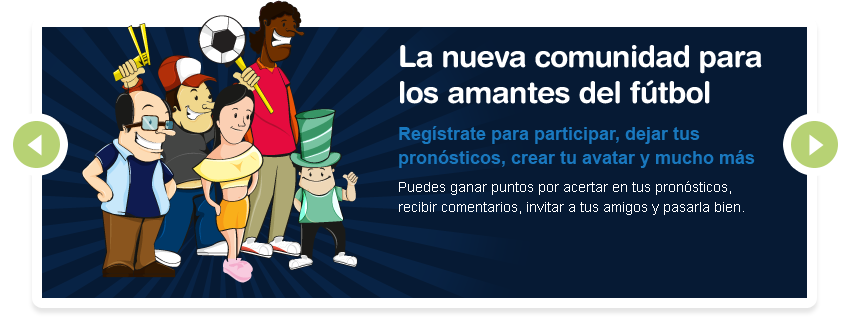 La nueva comunidad para
los amantes del fútbol
Regístrate para participar, dejar tus
pronósticos, crear tu avatar y mucho más
Puedes ganar puntos por acertar en tus pronósticos,
recibir comentarios, invitar a tus amigos y pasarla bien.